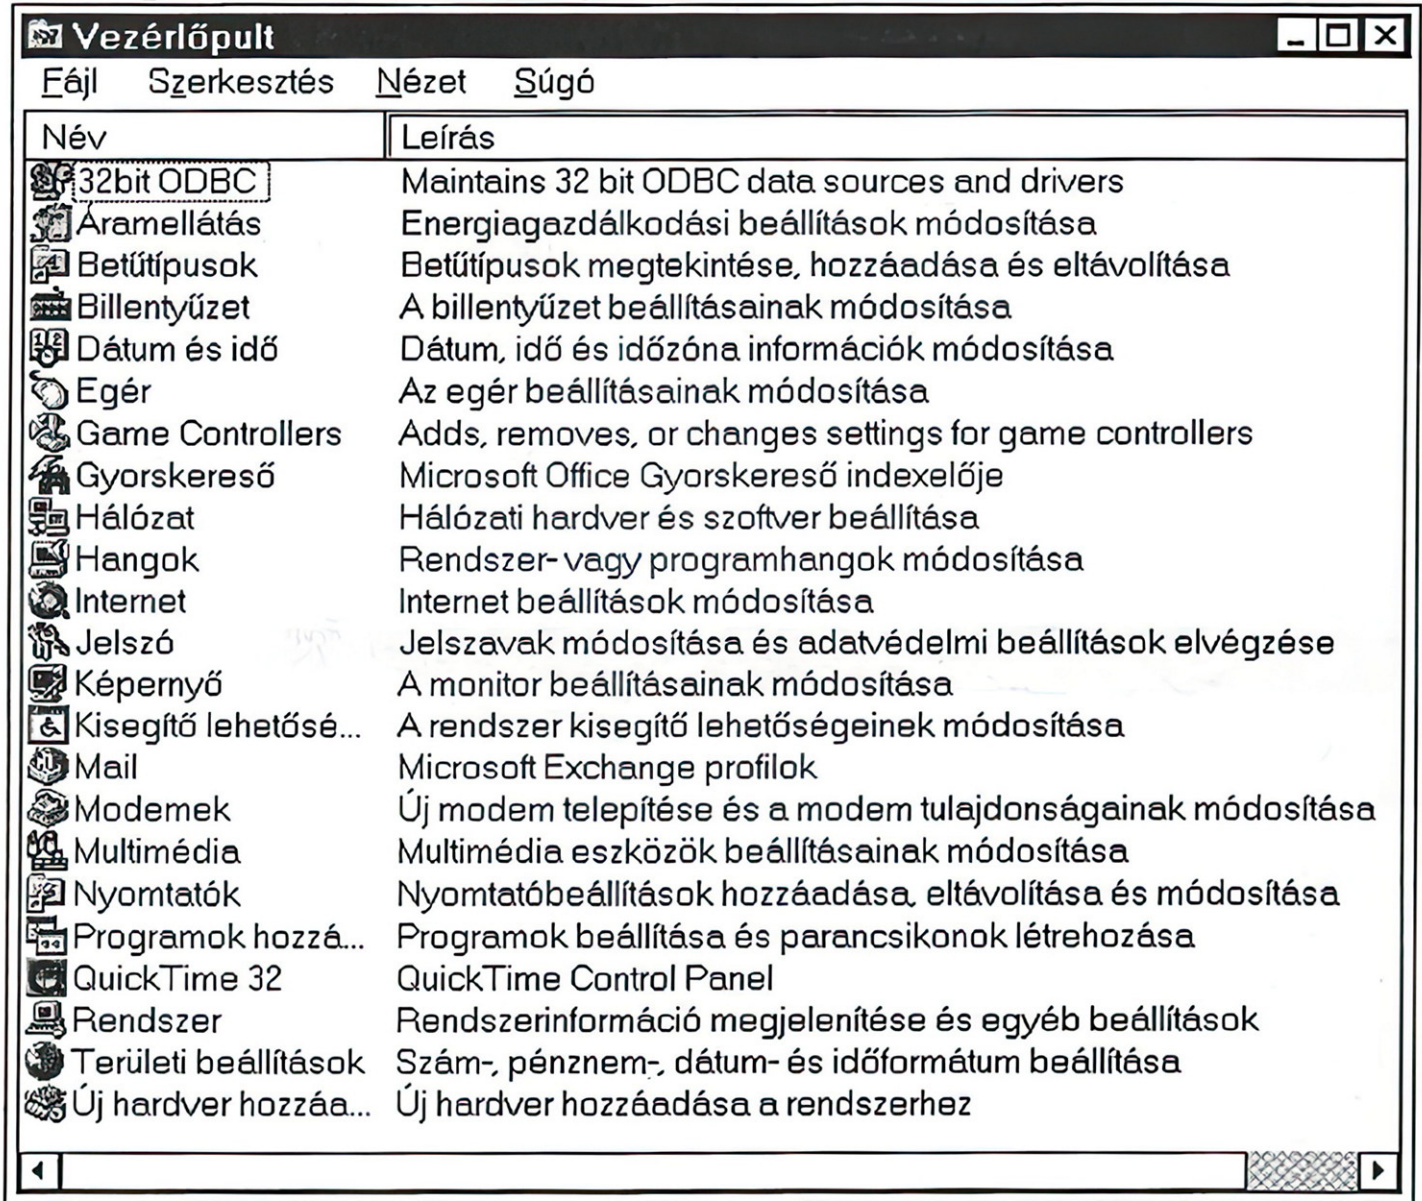 Vezérlőpult
Fájl Szerkesztés Nézet Súgó
Név Leírás
32bit ODBC Maintains 32 bit ODBC data sources and drivers
Áramellátás Energiagazdálkodási beállítások módosítása
Betűtípusok Betűtípusok megtekintése, hozzáadása és eltávolítása
Billentyűzet A billentyűzet beállításainak módosítása
Dátum és idő Dátum, idő és időzóna információk módosítása
Egér Az egér beállításainak módosítása
Game Controllers Adds, removes, or changes settings for game controllers
Gyorskereső Microsoft Office Gyorskereső indexelője
Hálózat Hálózati hardver és szoftver beállítása
Hangok Rendszer- vagy programhangok módosítása
Internet Internet beállítások módosítása
Jelszó Jelszavak módosítása és adatvédelmi beállítások elvégzése
Képernyő A monitor beállításainak módosítása
Kisegítő lehetősé... A rendszer kisegítő lehetőségeinek módosítása
Mail Microsoft Exchange profilok
Modemek Új modem telepítése és a modem tulajdonságainak módosítása
Multimédia Multimédia eszközök beállításainak módosítása
Nyomtatók Nyomtatóbeállítások hozzáadása, eltávolítása és módosítása
Programok hozzá... Programok beállítása és parancsikonok létrehozása
QuickTime 32 QuickTime Control Panel
Rendszer Rendszerinformáció megjelenítése és egyéb beállítások
Területi beállítások Szám-, pénznem-, dátum- és időformátum beállítása
Új hardver hozzáa... Új hardver hozzáadása a rendszerhez